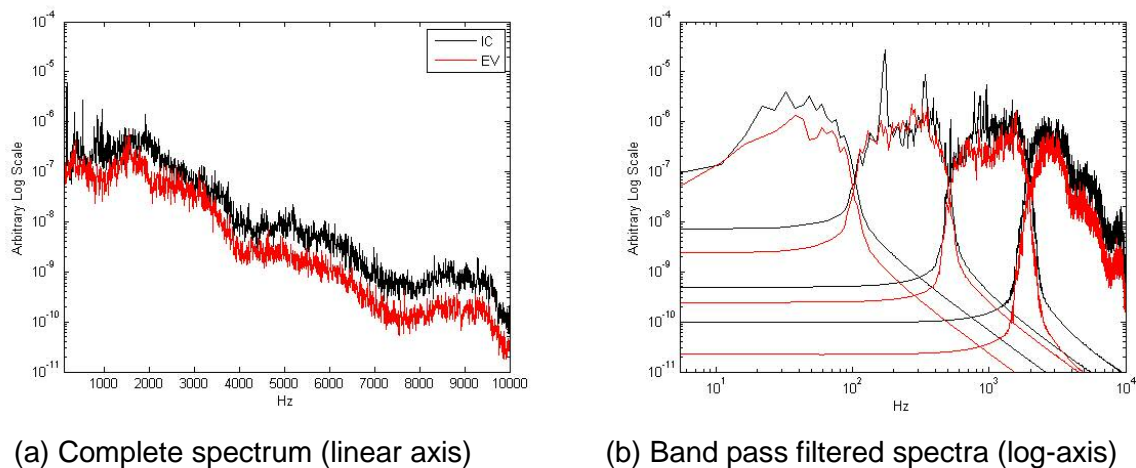 10^-4
10^-5
10^-6
10^-7
10^-8
10^-9
10^-10
10^-11
Arbitrary Log Scale
IC
EV
1000 2000 3000 4000 5000 6000 7000 8000 9000 10000
Hz
10^-4
10^-5
10^-6
10^-7
10^-8
10^-9
10^-10
10^-11
Arbitrary Log Scale
10^1 10^2 10^3 10^4
Hz
(a) Complete spectrum (linear axis)
(b) Band pass filtered spectra (log-axis)